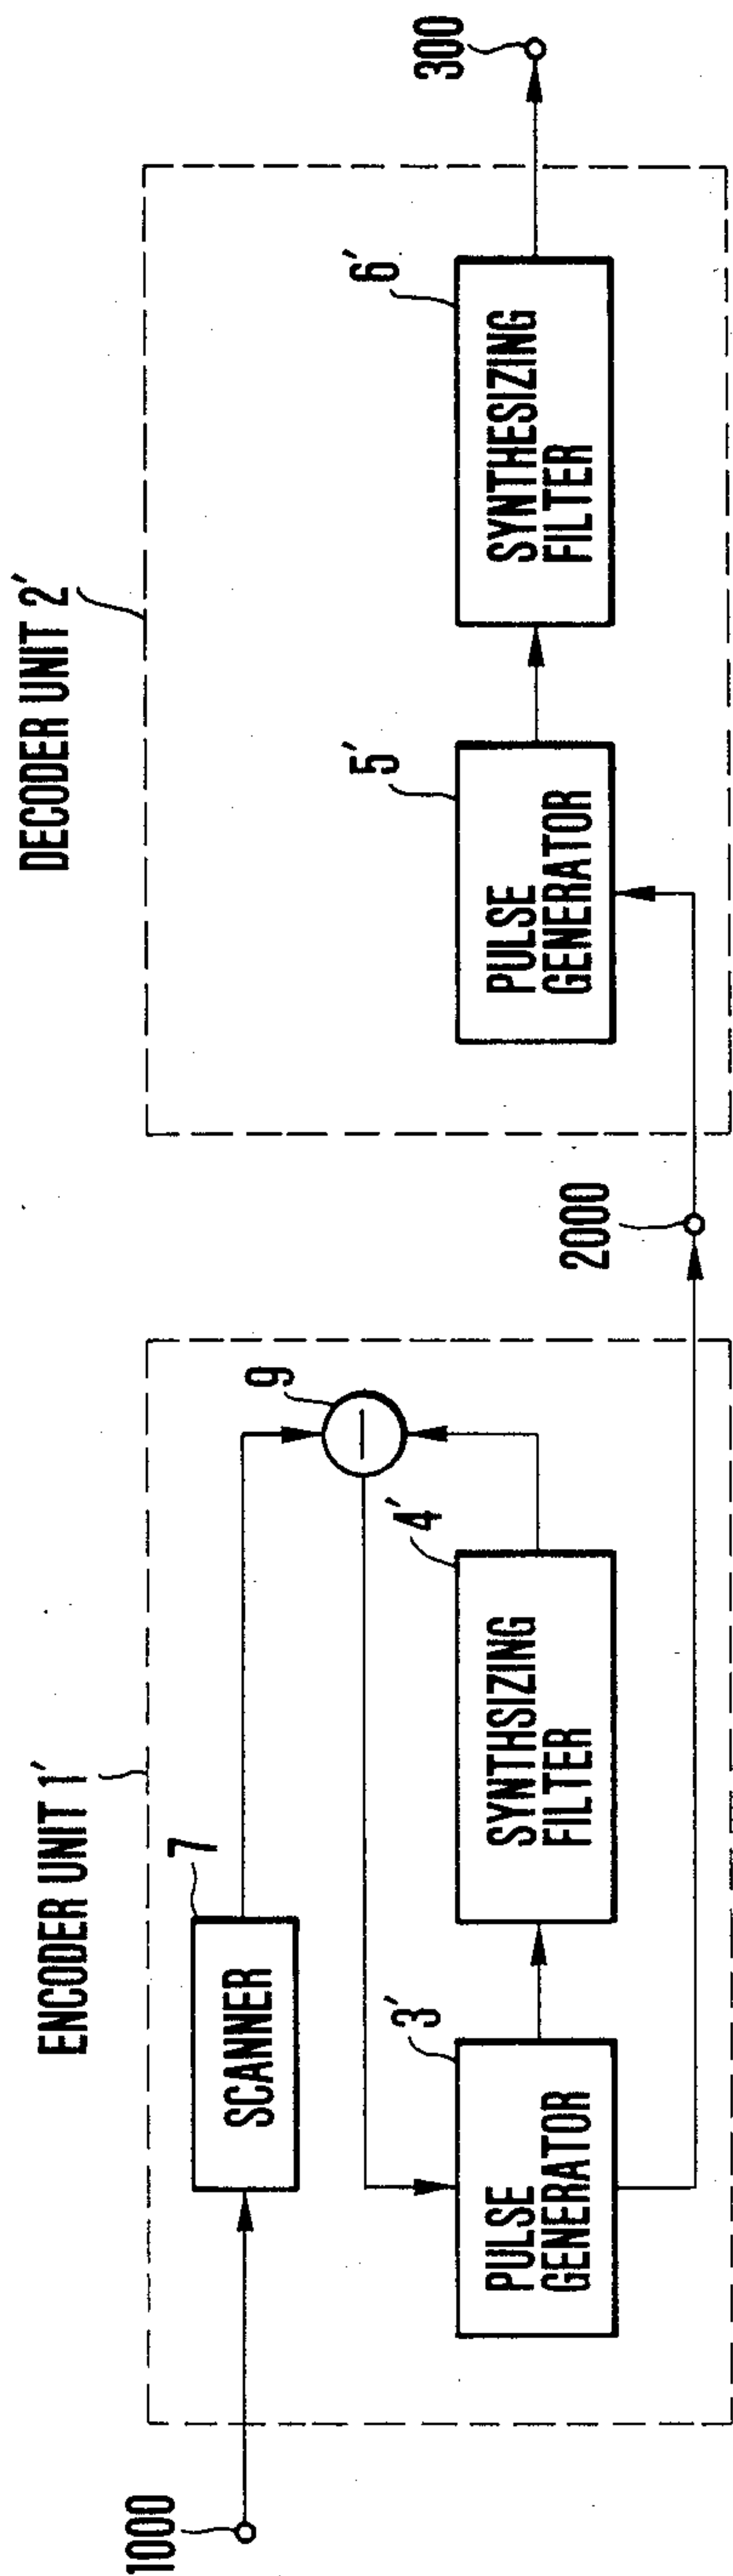 ENCODER UNIT 1'
DECODER UNIT 2'
1000
7
SCANNER
9
3'
PULSE
GENERATOR
4'
SYNTHSIZING
FILTER
2000
5'
PULSE
GENERATOR
6'
SYNTHESIZING
FILTER
300